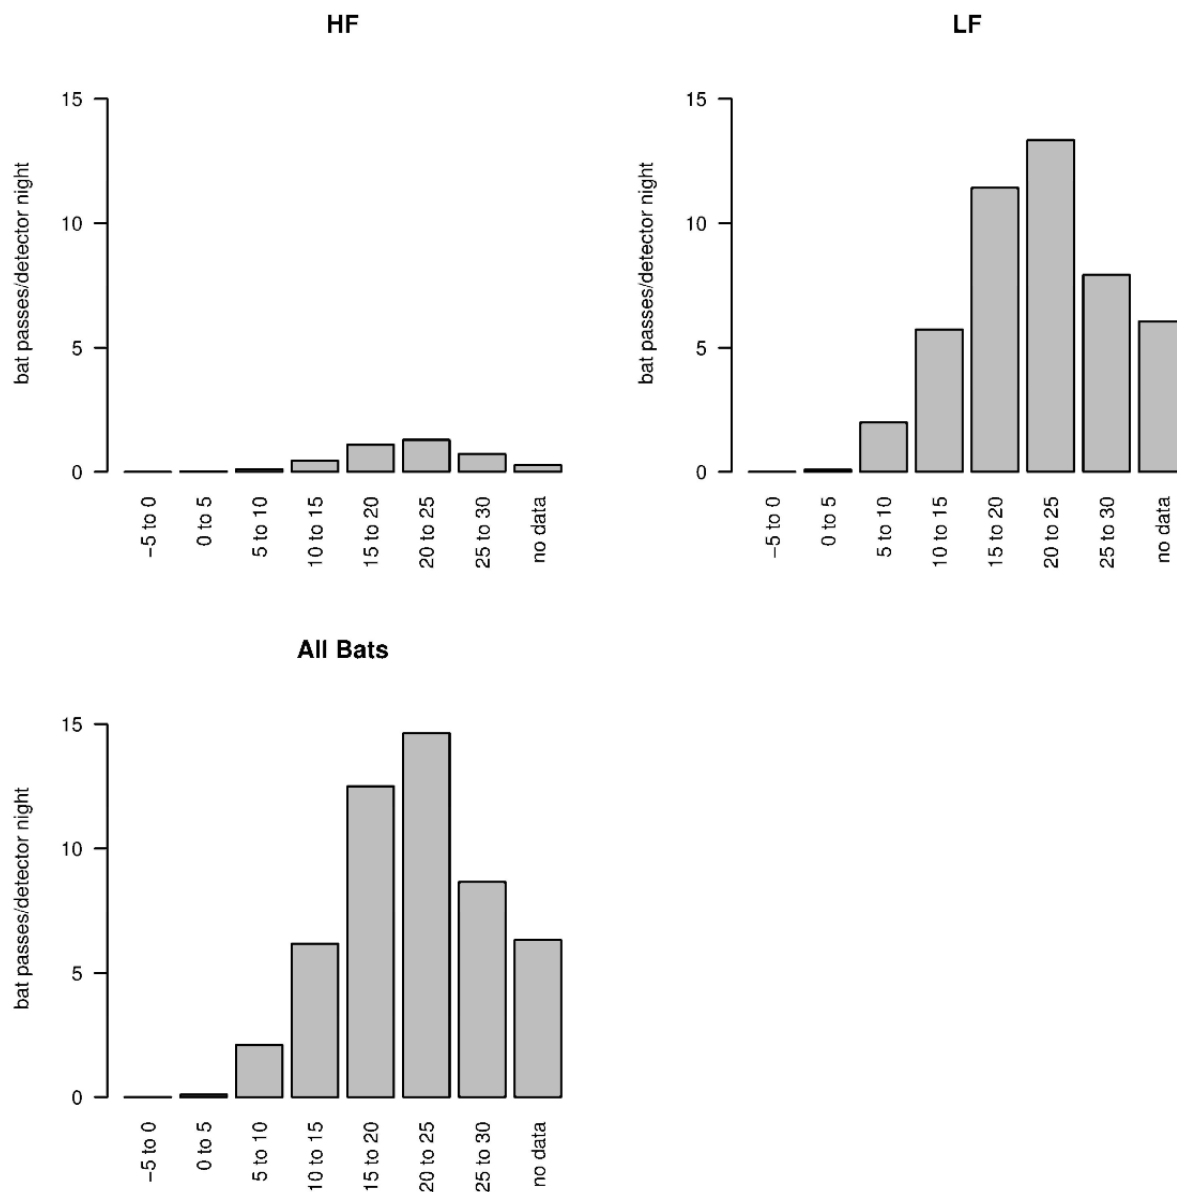 HF
bat passes/detector night
15
10
5
0
−5 to 0
0 to 5
5 to 10
10 to 15
15 to 20
20 to 25
25 to 30
no data
LF
bat passes/detector night
15
10
5
0
−5 to 0
0 to 5
5 to 10
10 to 15
15 to 20
20 to 25
25 to 30
no data
All Bats
bat passes/detector night
15
10
5
0
−5 to 0
0 to 5
5 to 10
10 to 15
15 to 20
20 to 25
25 to 30
no data